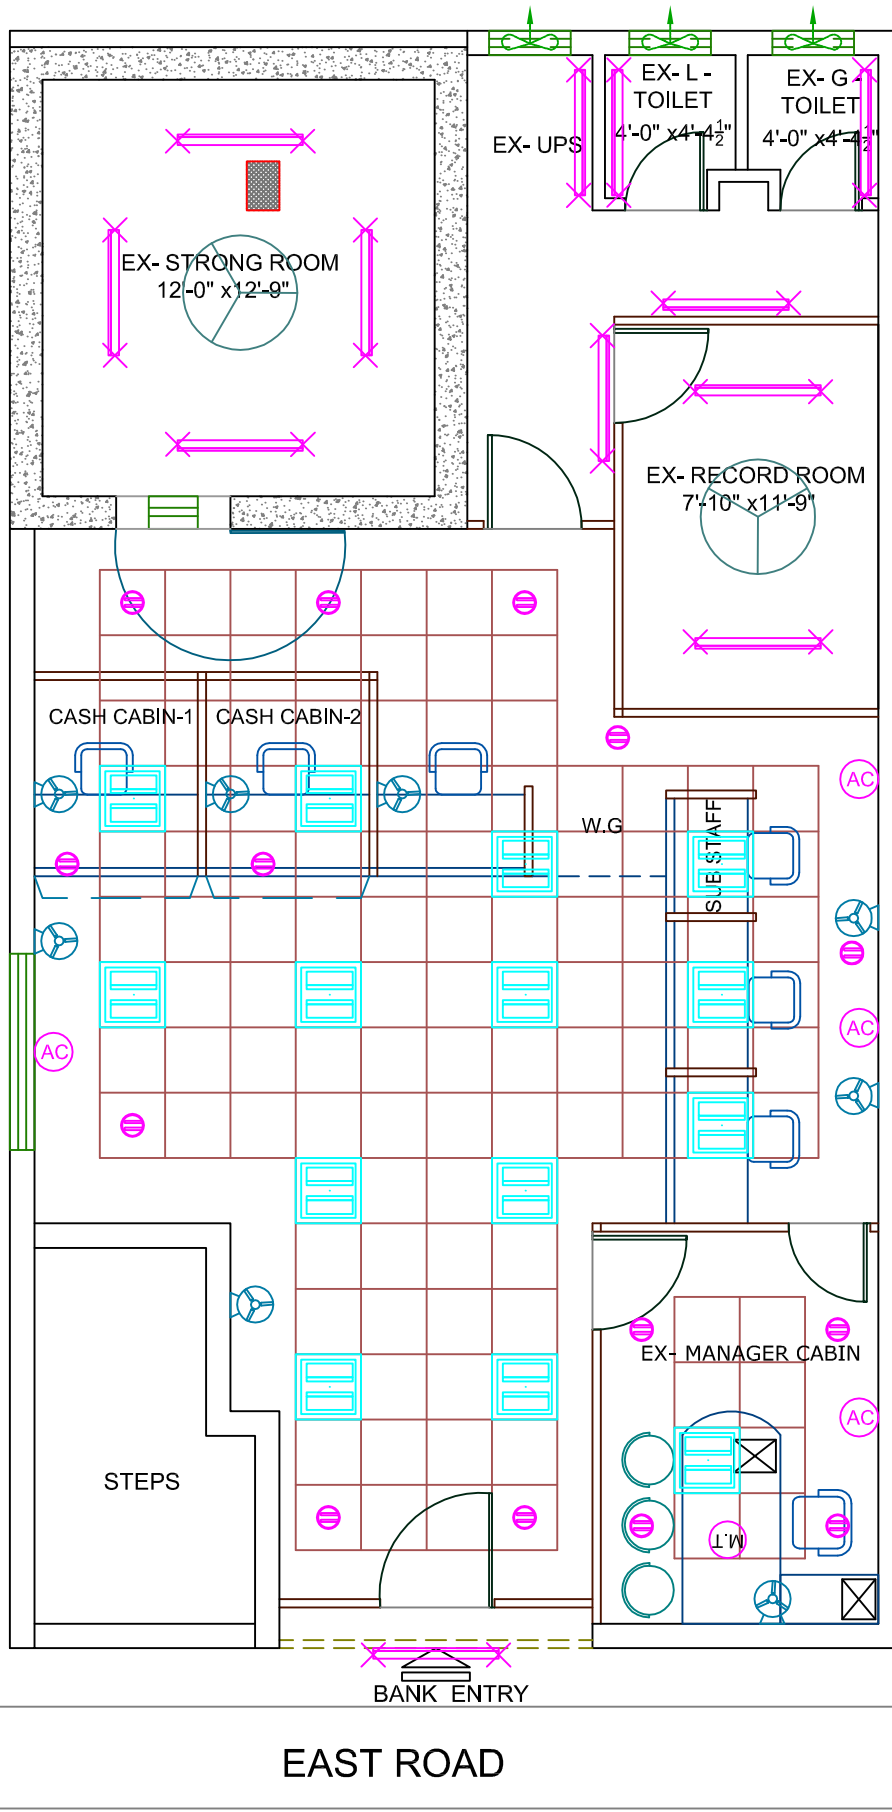 EX- L -
TOILET
4'-0" x4'-4½"
EX- G -
TOILET
4'-0" x4'-4½"
EX- UPS
EX- STRONG ROOM
12'-0" x12'-9"
EX- RECORD ROOM
7'-10" x11'-9"
CASH CABIN-1
CASH CABIN-2
AC
W.G
SUB STAFF
AC
AC
EX- MANAGER CABIN
AC
STEPS
M.T
BANK ENTRY
EAST ROAD